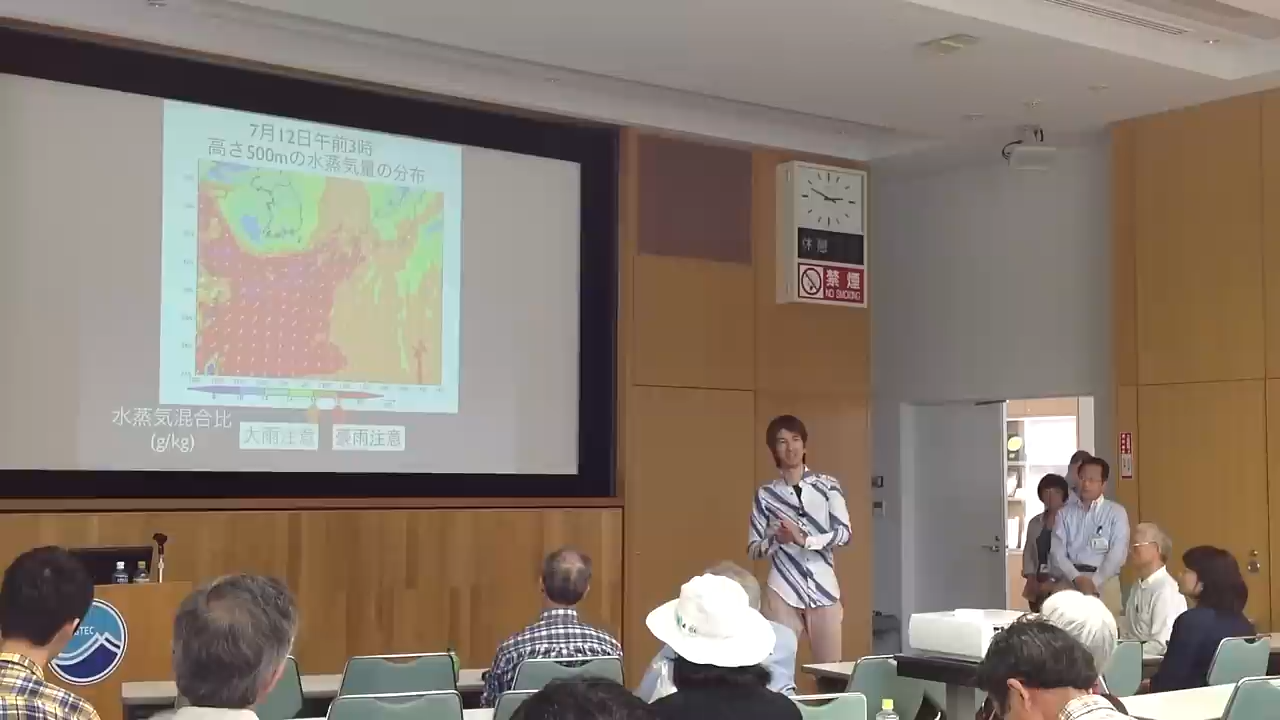 7月12日午前3時
高さ500mの水蒸気量の分布
水蒸気混合比
(g/kg)
大雨注意
豪雨注意
休憩
禁煙
NO SMOKING